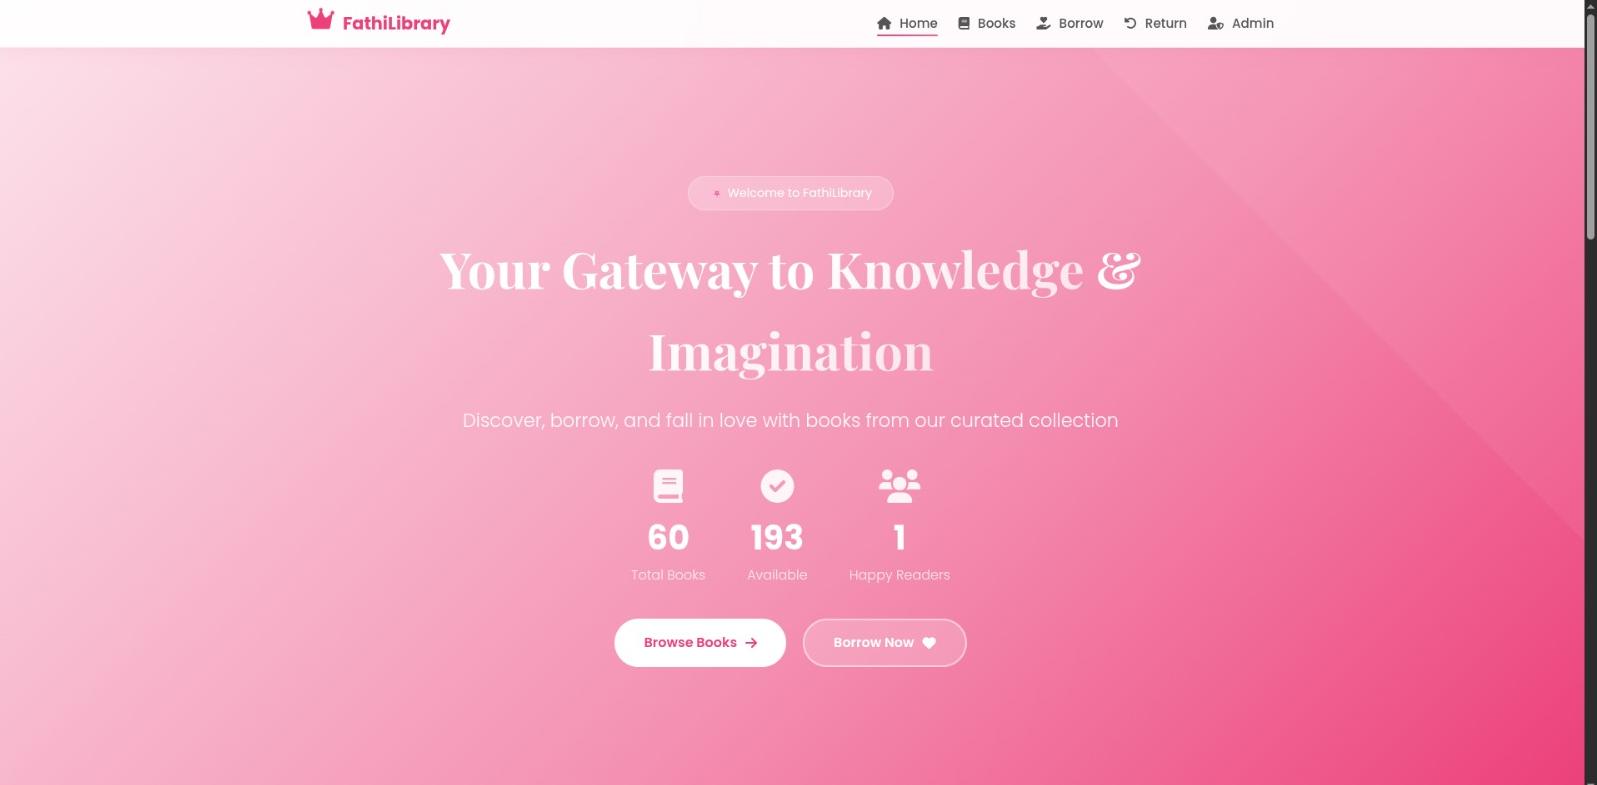 FathiLibrary
Home
Books
Borrow
Return
Admin
Welcome to FathiLibrary
Your Gateway to Knowledge &
Imagination
Discover, borrow, and fall in love with books from our curated collection
60
193
1
Total Books
Available
Happy Readers
Browse Books
Borrow Now